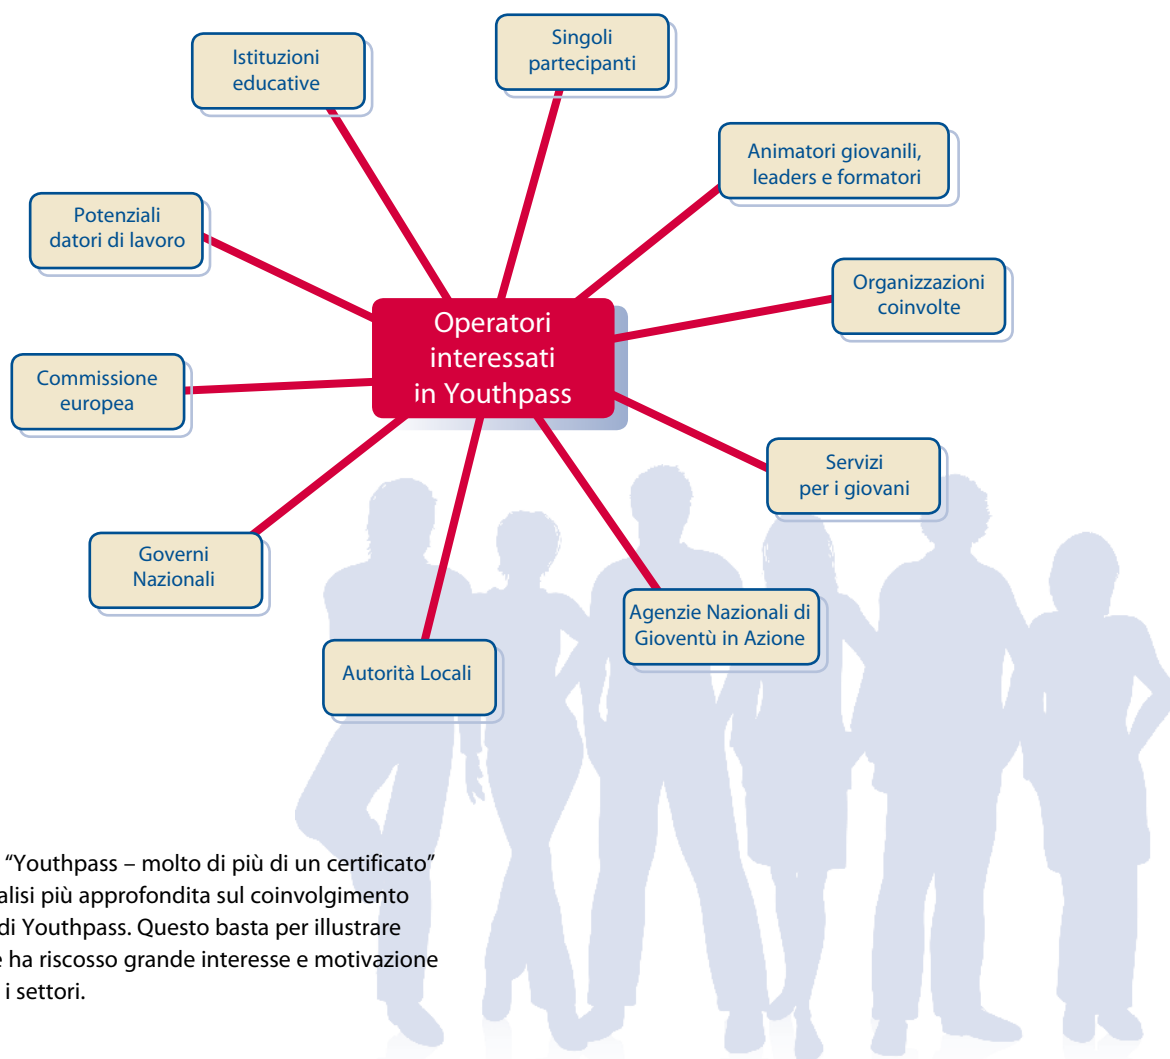 Singoli
partecipanti
Istituzioni
educative
Animatori giovanili,
leaders e formatori
Potenziali
datori di lavoro
Organizzazioni
coinvolte
Operatori
interessati
in Youthpass
Commissione
europea
Servizi
per i giovani
Governi
Nazionali
Agenzie Nazionali di
Gioventù in Azione
Autorità Locali
“Youthpass – molto di più di un certificato”
alisi più approfondita sul coinvolgimento
di Youthpass. Questo basta per illustrare
e ha riscosso grande interesse e motivazione
i settori.